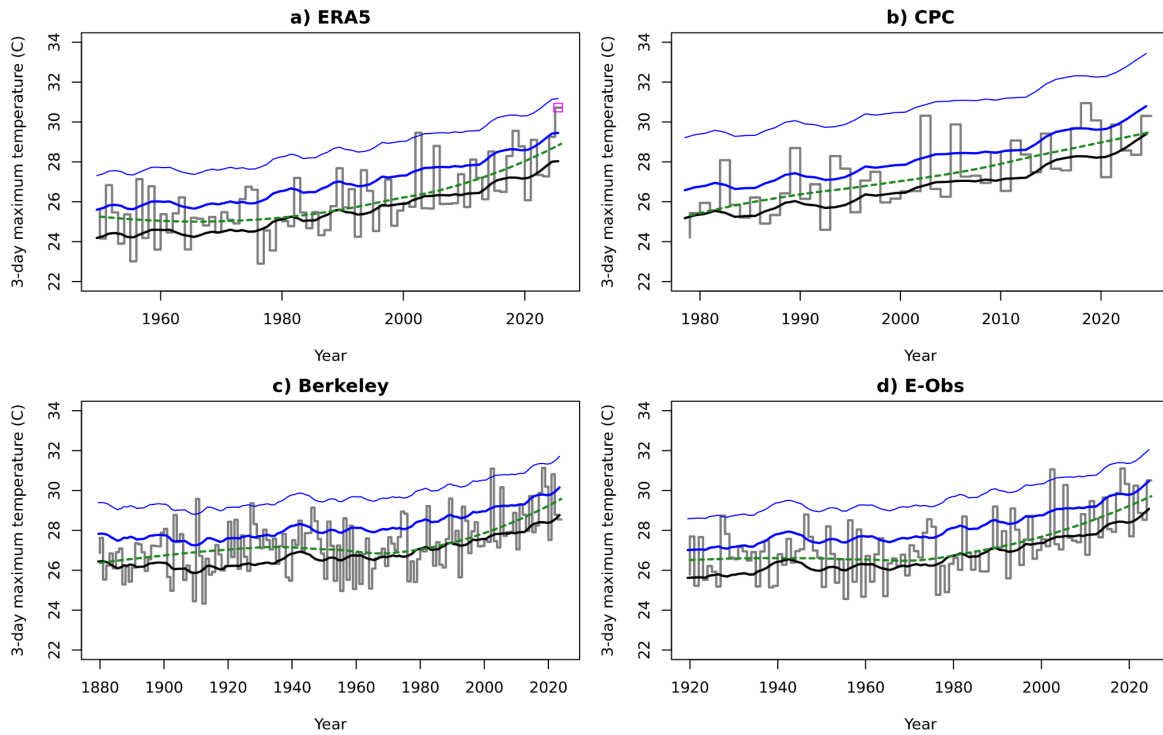 a) ERA5
3-day maximum temperature (C)
34
32
30
28
26
24
22
1960 1980 2000 2020
Year
b) CPC
3-day maximum temperature (C)
34
32
30
28
26
24
22
1980 1990 2000 2010 2020
Year
c) Berkeley
3-day maximum temperature (C)
34
32
30
28
26
24
22
1880 1900 1920 1940 1960 1980 2000 2020
Year
d) E-Obs
3-day maximum temperature (C)
34
32
30
28
26
24
22
1920 1940 1960 1980 2000 2020
Year